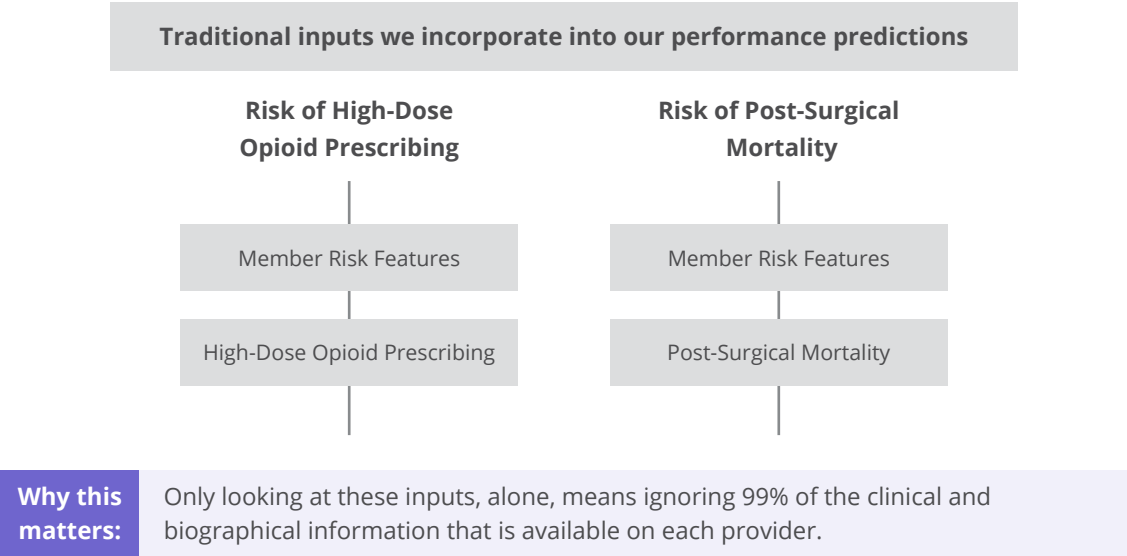 Traditional inputs we incorporate into our performance predictions
Risk of High-Dose
Opioid Prescribing
Member Risk Features
High-Dose Opioid Prescribing
Risk of Post-Surgical
Mortality
Member Risk Features
Post-Surgical Mortality
Why this
matters:
Only looking at these inputs, alone, means ignoring 99% of the clinical and
biographical information that is available on each provider.